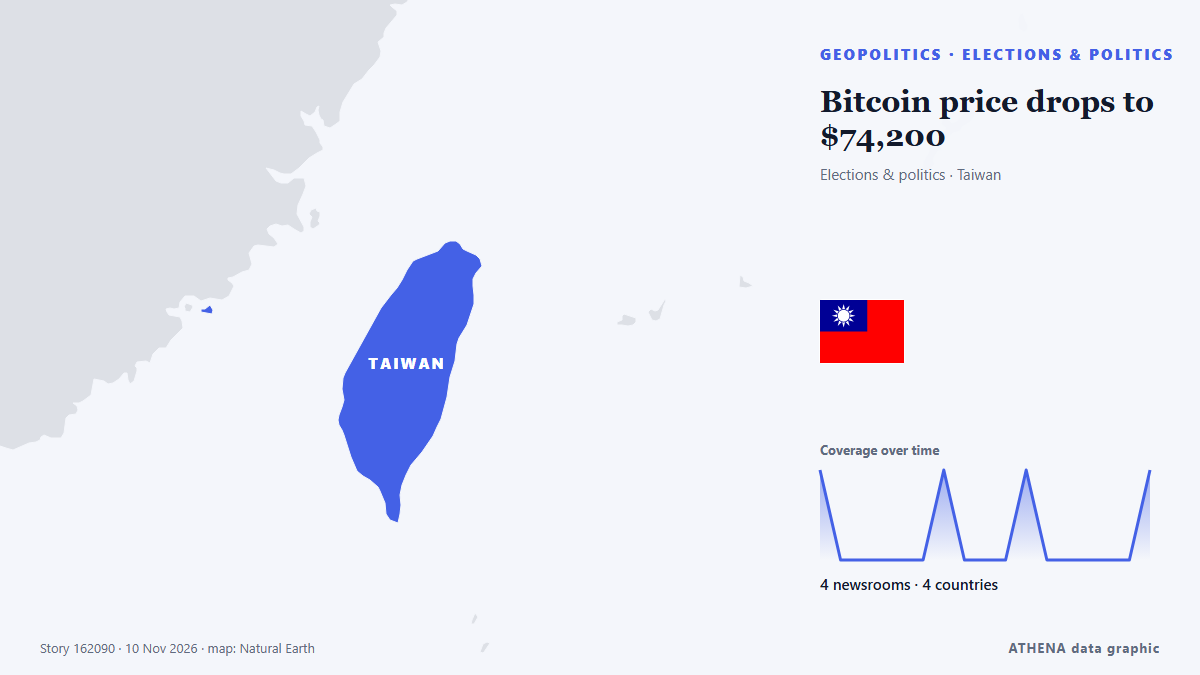 GEOPOLITICS · ELECTIONS & POLITICS
Bitcoin price drops to
$74,200
Elections & politics · Taiwan
TAIWAN
Coverage over time
4 newsrooms · 4 countries
Story 162090 · 10 Nov 2026 · map: Natural Earth
ATHENA data graphic